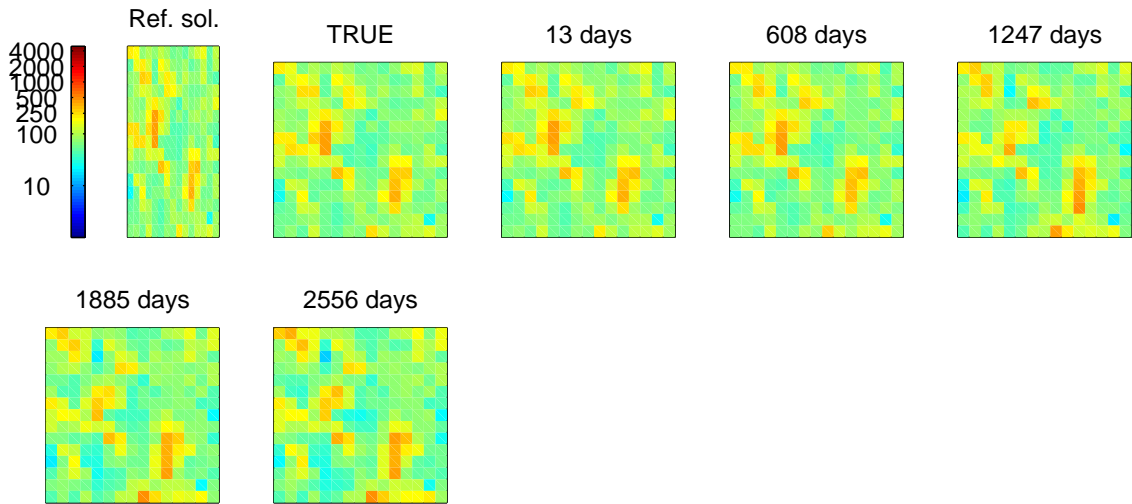 Ref. sol.
TRUE
13 days
608 days
1247 days
4000
2000
1000
500
250
100
10
1885 days
2556 days